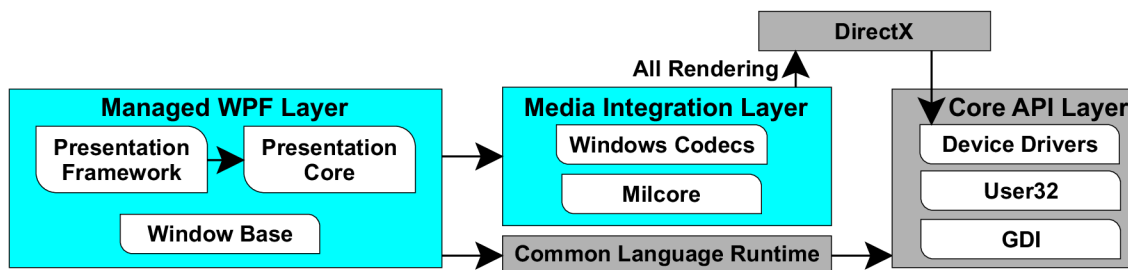 DirectX
All Rendering
Managed WPF Layer
Presentation
Framework
Presentation
Core
Window Base
Media Integration Layer
Windows Codecs
Milcore
Common Language Runtime
Core API Layer
Device Drivers
User32
GDI